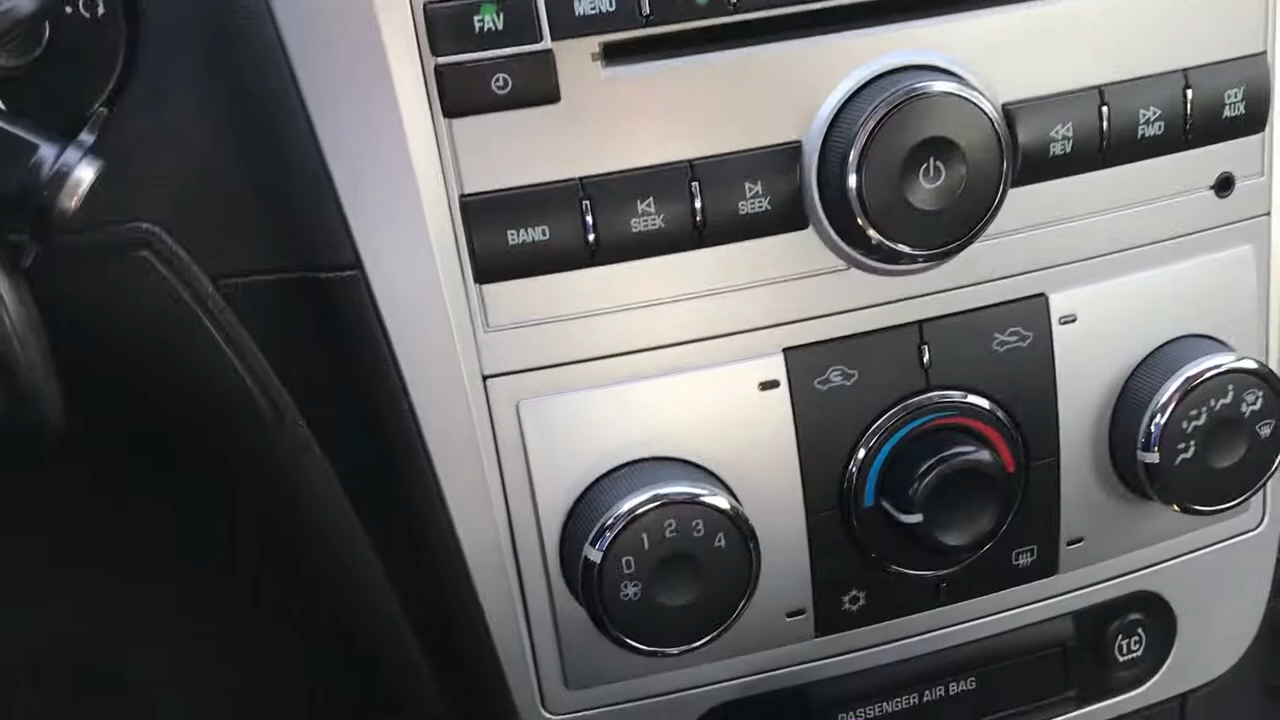 FAV
MENU
BAND
SEEK
SEEK
REV
FWD
CD/
AUX
0
1
2
3
4
TC
PASSENGER AIR BAG